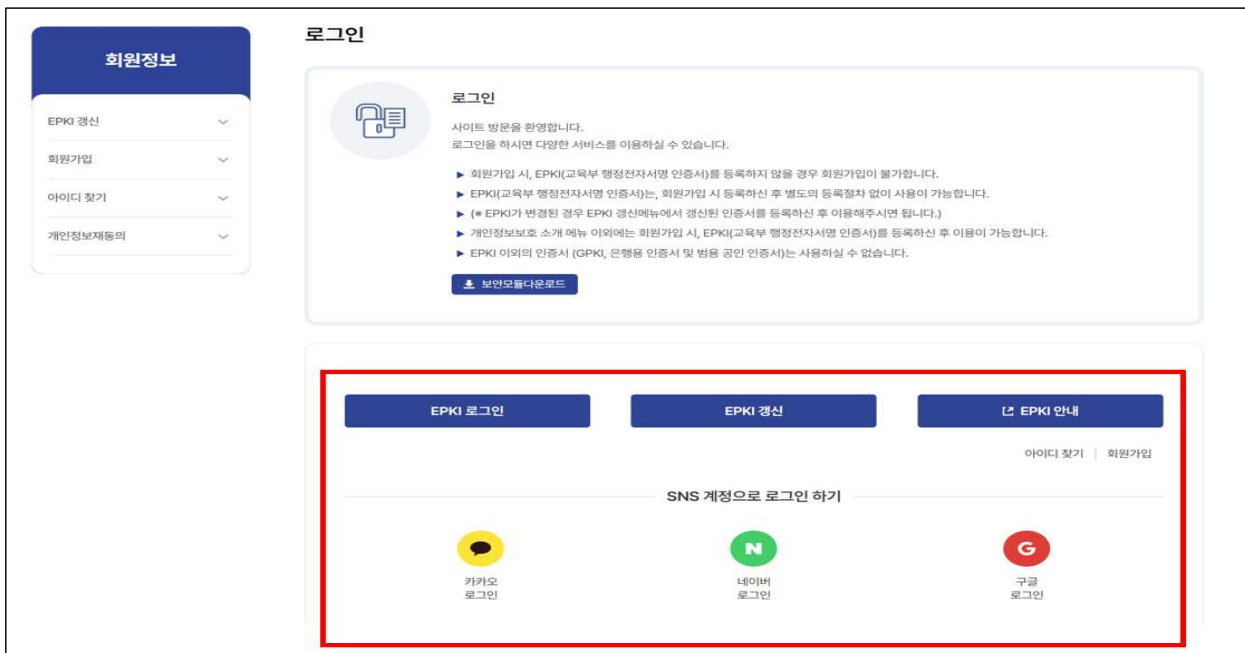 회원정보
EPKI 갱신
회원가입
아이디 찾기
개인정보재동의
로그인
로그인
사이트 방문을 환영합니다.
로그인을 하시면 다양한 서비스를 이용하실 수 있습니다.
▶ 회원가입 시, EPKI(교육부 행정전자서명 인증서)를 등록하지 않을 경우 회원가입이 불가합니다.
▶ EPKI(교육부 행정전자서명 인증서)는, 회원가입 시 등록하신 후 별도의 등록절차 없이 사용이 가능합니다.
▶ (※ EPKI가 변경된 경우 EPKI 갱신메뉴에서 갱신된 인증서를 등록하신 후 이용해주시면 됩니다.)
▶ 개인정보보호 소개 메뉴 이외에는 회원가입 시, EPKI(교육부 행정전자서명 인증서)를 등록하신 후 이용이 가능합니다.
▶ EPKI 이외의 인증서 (GPKI, 은행용 인증서 및 범용 공인 인증서)는 사용하실 수 없습니다.
보안모듈다운로드
EPKI 로그인
EPKI 갱신
EPKI 안내
아이디 찾기 | 회원가입
SNS 계정으로 로그인 하기
카카오
로그인
N
네이버
로그인
G
구글
로그인